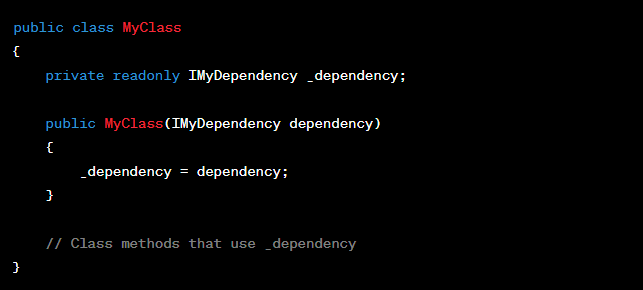 public class MyClass
{
    private readonly IMyDependency _dependency;

    public MyClass(IMyDependency dependency)
    {
        _dependency = dependency;
    }

    // Class methods that use _dependency
}